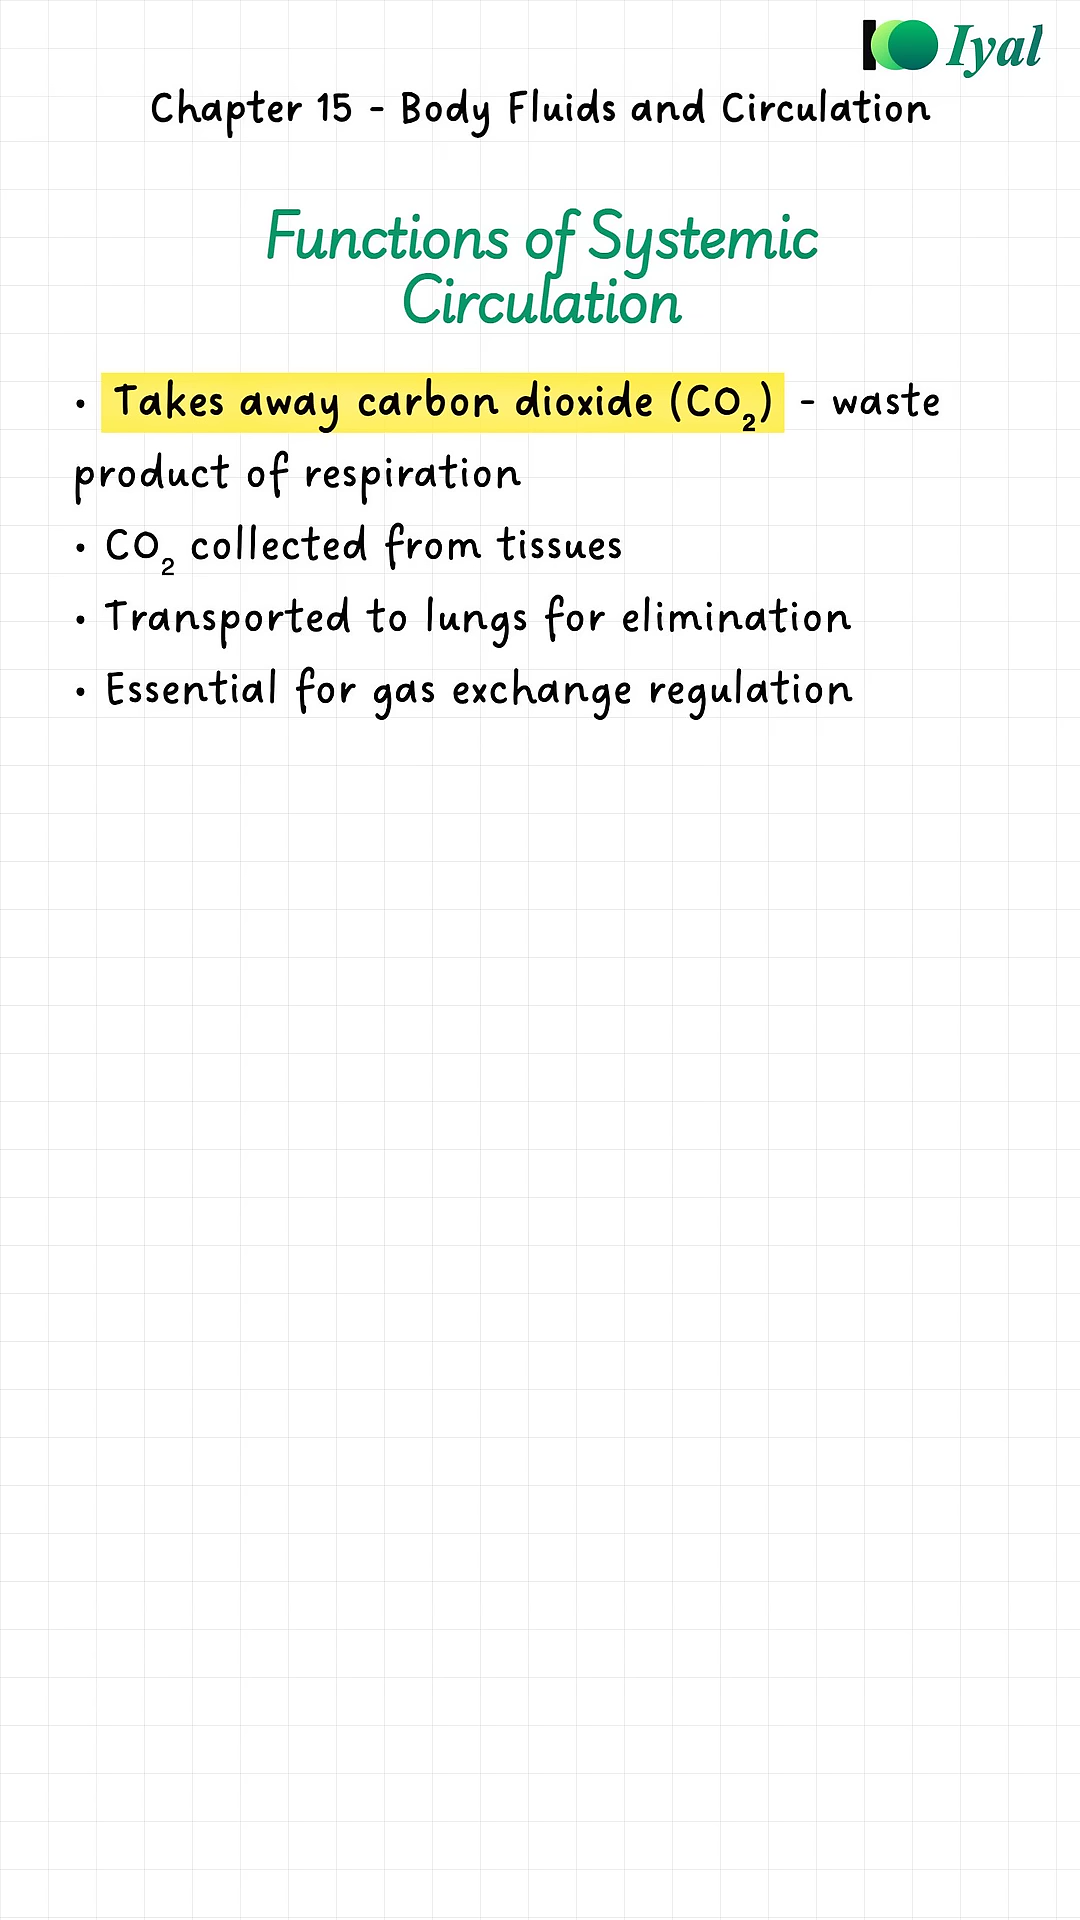 Iyal
Chapter 15 - Body Fluids and Circulation
Functions of Systemic
Circulation
• Takes away carbon dioxide (CO₂) - waste
product of respiration
• CO₂ collected from tissues
• Transported to lungs for elimination
• Essential for gas exchange regulation